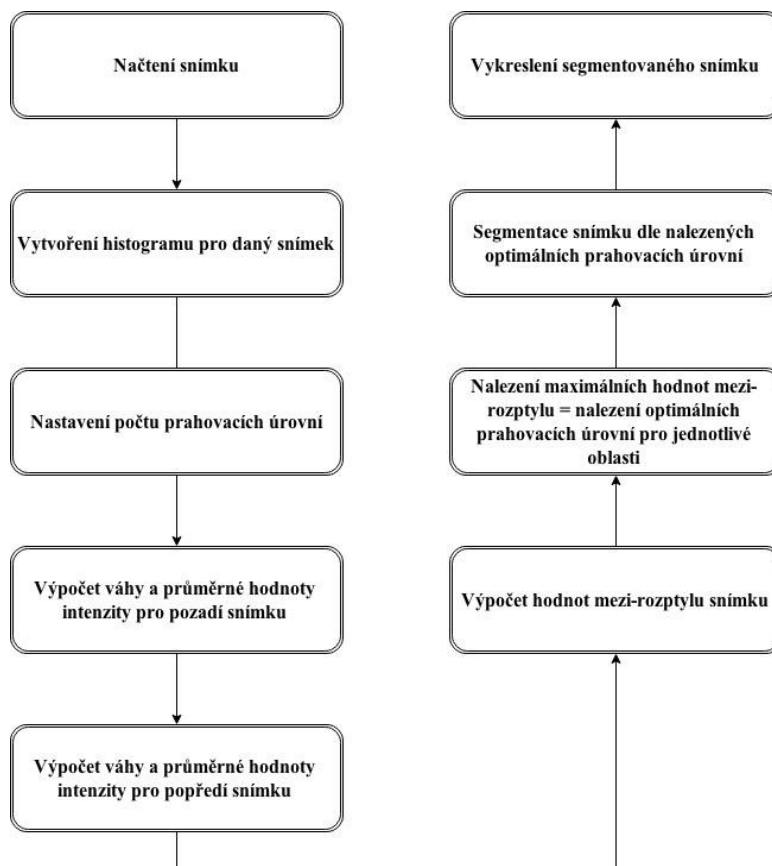 Načtení snímku
Vytvoření histogramu pro daný snímek
Nastavení počtu prahovacích úrovní
Výpočet váhy a průměrné hodnoty
intenzity pro pozadí snímku
Výpočet váhy a průměrné hodnoty
intenzity pro popředí snímku
Výpočet hodnot mezi-rozptylu snímku
Nalezení maximálních hodnot mezi-
rozptylu = nalezení optimálních
prahovacích úrovní pro jednotlivé
oblasti
Segmentace snímku dle nalezených
optimálních prahovacích úrovní
Vykreslení segmentovaného snímku